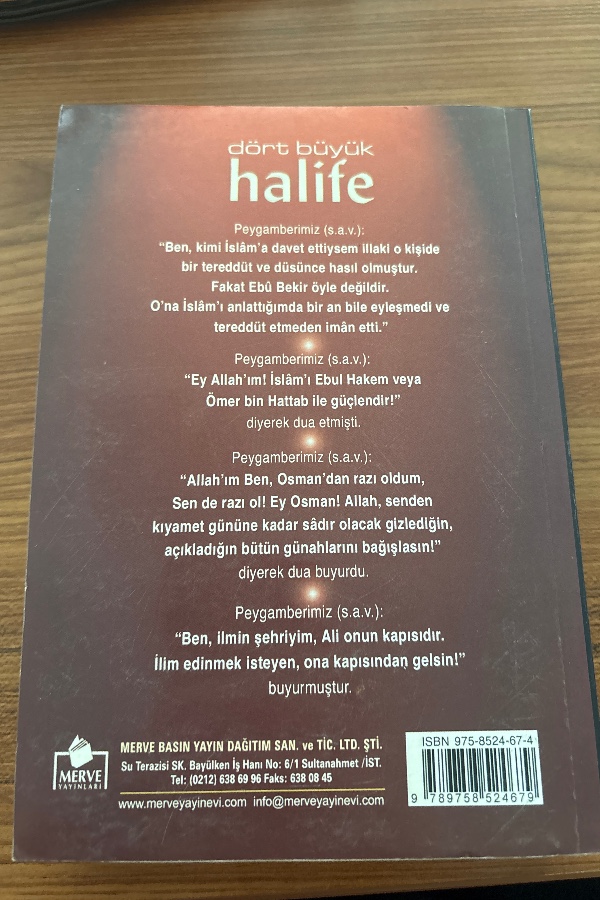 dört büyük
halife
Peygamberimiz (s.a.v.):
“Ben, kimi İslâm’a davet ettiysem illaki o kişide
bir tereddüt ve düsünce hasıl olmuştur.
Fakat Ebû Bekir öyle değildir.
O’na İslâm’ı anlattığımda bir an bile eyleşmedi ve
tereddüt etmeden imân etti.”
Peygamberimiz (s.a.v.):
“Ey Allah’ım! İslâm’ı Ebul Hakem veya
Ömer bin Hattab ile güçlendir!”
diyerek dua etmişti.
Peygamberimiz (s.a.v.):
“Allah’ım Ben, Osman’dan razı oldum,
Sen de razı ol! Ey Osman! Allah, senden
kıyamet gününe kadar sâdır olacak gizlediğin,
açıkladığın bütün günahlarını bağışlasın!”
diyerek dua buyurdu.
Peygamberimiz (s.a.v.):
“Ben, ilmin şehriyim, Ali onun kapısıdır.
İlim edinmek isteyen, ona kapısından gelsin!”
buyurmuştur.
MERVE
YAYINLARI
MERVE BASIN YAYIN DAĞITIM SAN. ve TİC. LTD. ŞTİ.
Su Terazisi SK. Bayülken İş Hanı No: 6/1 Sultanahmet /İST.
Tel: (0212) 638 69 96 Faks: 638 08 45
www.merveyayinevi.com info@merveyayinevi.com
ISBN 975-8524-67-4
9 789758 524679